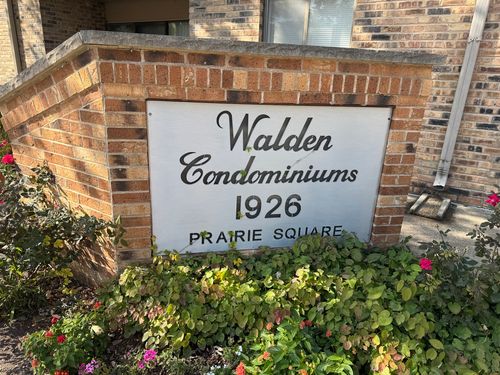 Walden
Condominiums
1926
PRAIRIE SQUARE